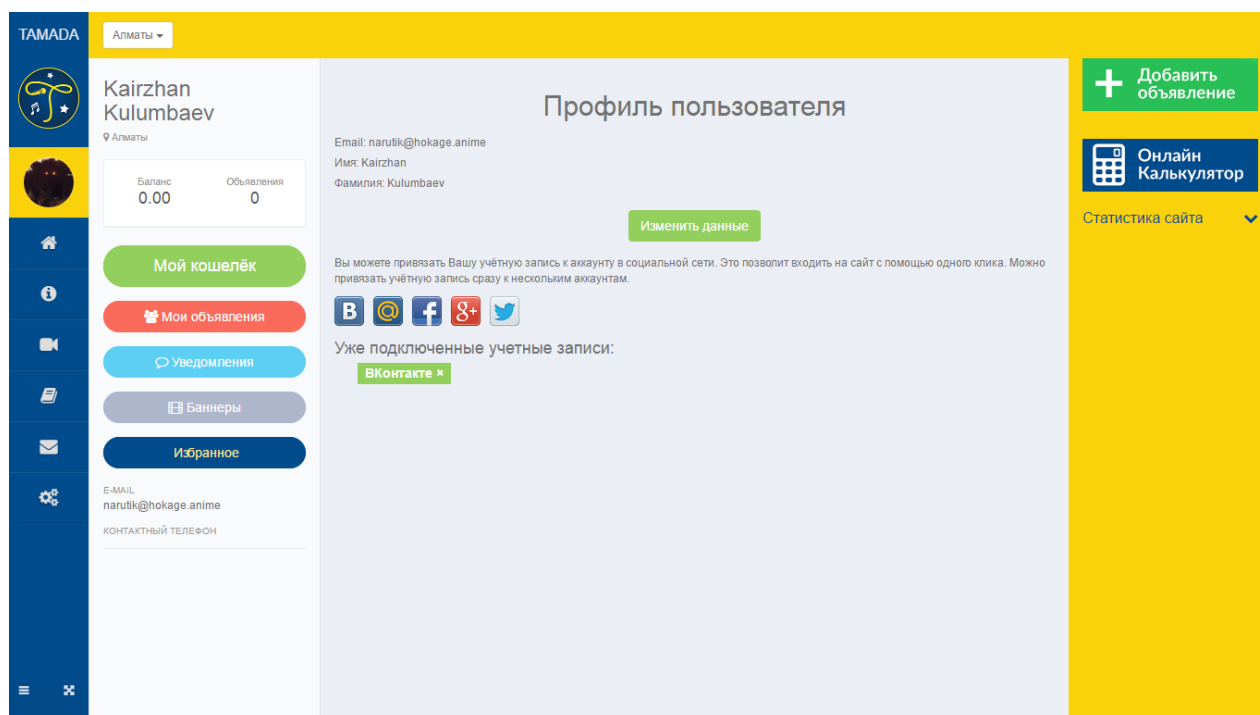 TAMADA
Алматы
Kairzhan
Kulumbaev
Алматы
Баланс
Объявления
0.00
0
Мой кошелёк
Мои объявления
Уведомления
Баннеры
Избранное
E-MAIL
narutik@hokage.anime
КОНТАКТНЫЙ ТЕЛЕФОН
Профиль пользователя
Email: narutik@hokage.anime
Имя: Kairzhan
Фамилия: Kulumbaev
Изменить данные
Вы можете привязать Вашу учётную запись к аккаунту в социальной сети. Это позволит входить на сайт с помощью одного клика. Можно
привязать учётную запись сразу к нескольким аккаунтам.
В @ f 8+
Уже подключенные учетные записи:
ВКонтакте ×
Добавить
объявление
Онлайн
Калькулятор
Статистика сайта